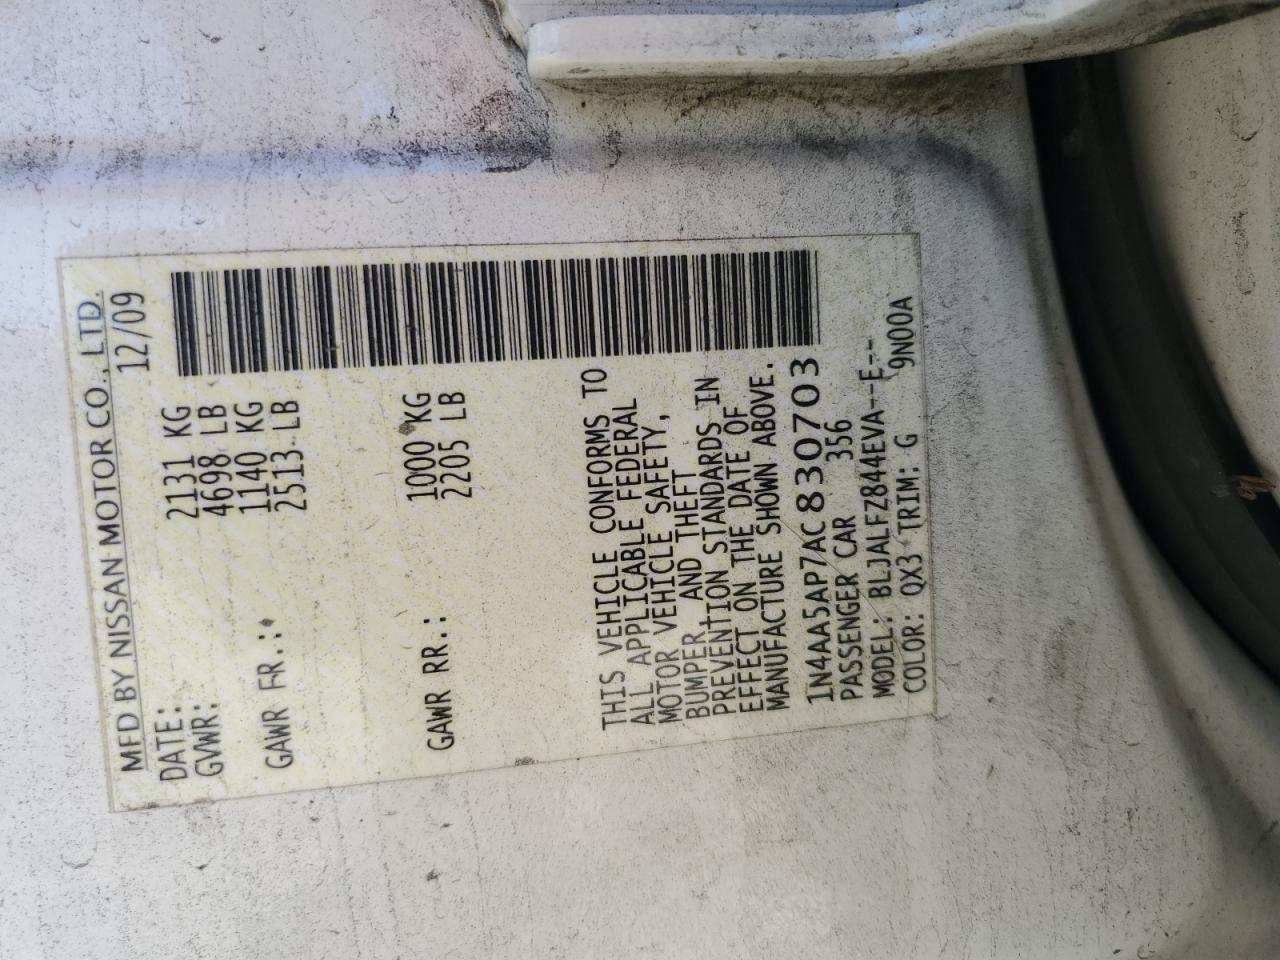 MFD BY NISSAN MOTOR CO., LTD.
DATE: 12/09
GVWR: 2131 KG
4698 LB
GAWR FR.: 1140 KG
2513 LB
GAWR RR.: 1000 KG
2205 LB
THIS VEHICLE CONFORMS TO
ALL APPLICABLE FEDERAL
MOTOR VEHICLE SAFETY,
BUMPER AND THEFT
PREVENTION STANDARDS IN
EFFECT ON THE DATE OF
MANUFACTURE SHOWN ABOVE.
1N4AA5AP7AC830703
PASSENGER CAR 356
MODEL: BLJALFZ844EVA--E--
COLOR: QX3 TRIM: G 9N00A